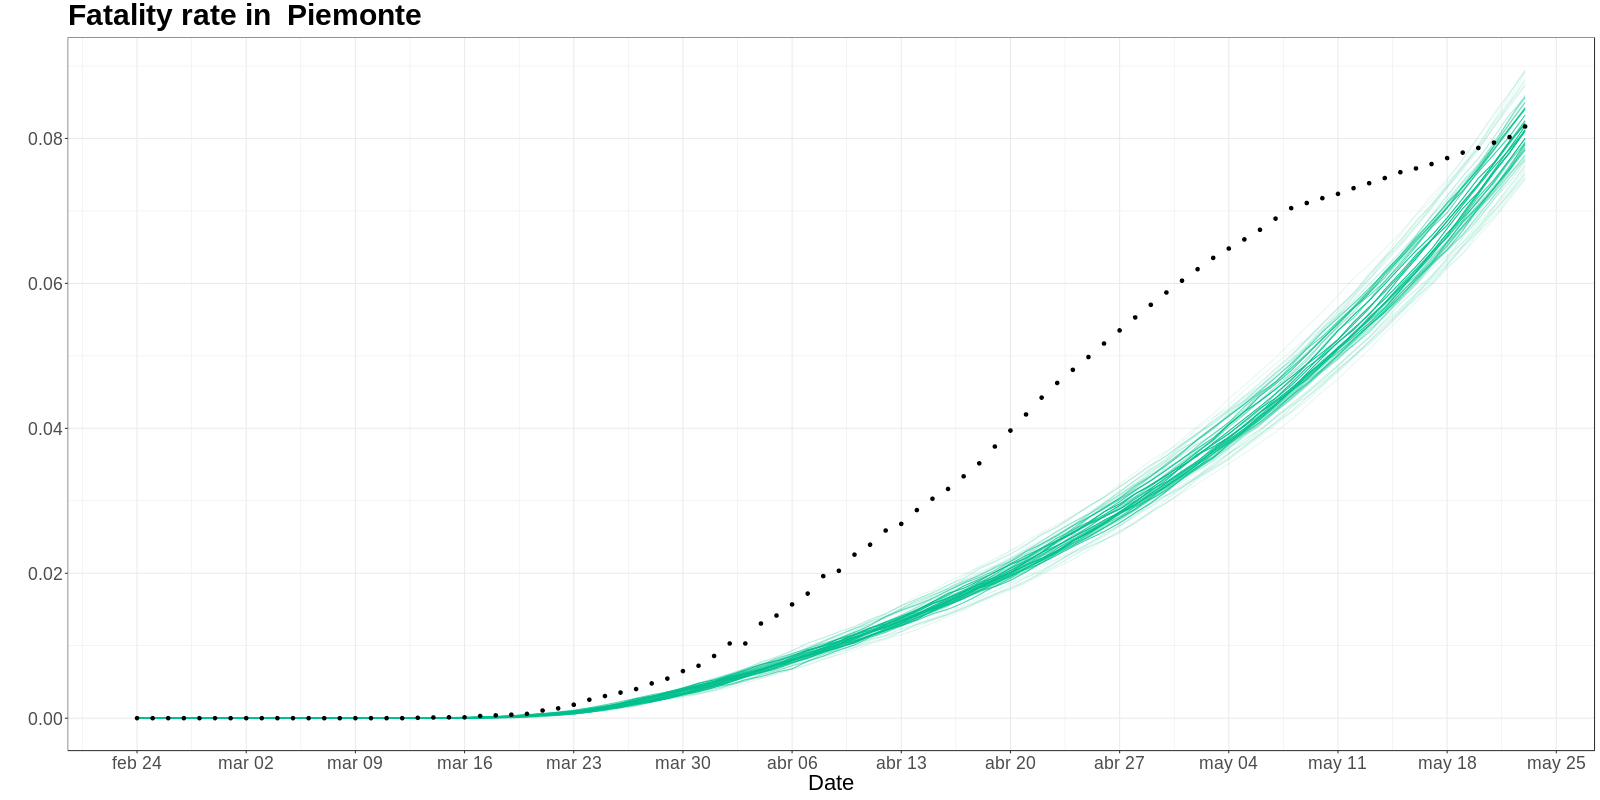 Fatality rate in  Piemonte
0.08
0.06
0.04
0.02
0.00
feb 24 mar 02 mar 09 mar 16 mar 23 mar 30 abr 06 abr 13 abr 20 abr 27 may 04 may 11 may 18 may 25
Date